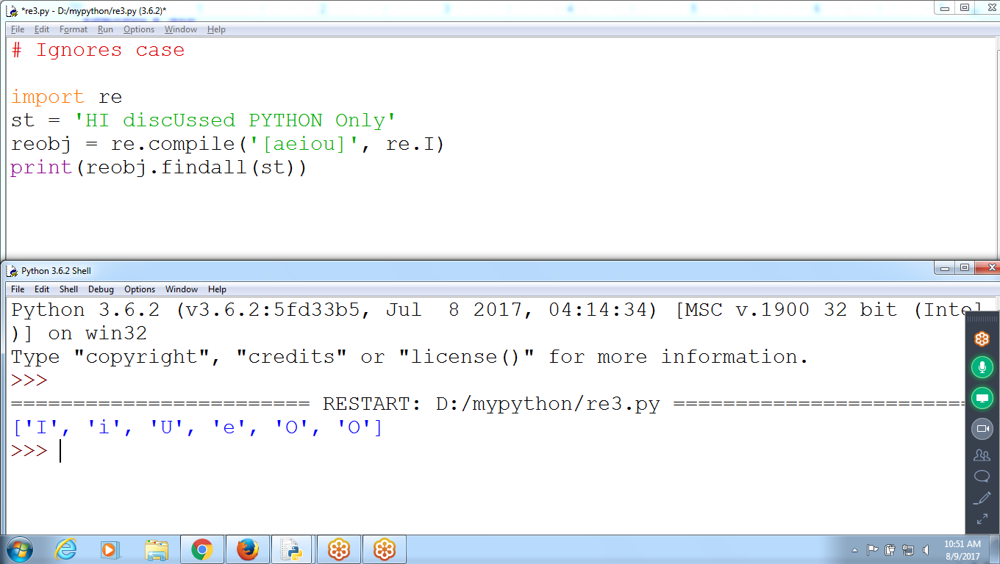 *re3.py - D:/mypython/re3.py (3.6.2)*
File Edit Format Run Options Window Help
# Ignores case
import re
st = 'HI discUssed PYTHON Only'
reobj = re.compile('[aeiou]', re.I)
print(reobj.findall(st))
Python 3.6.2 Shell
File Edit Shell Debug Options Window Help
Python 3.6.2 (v3.6.2:5fd33b5, Jul  8 2017, 04:14:34) [MSC v.1900 32 bit (Intel
)] on win32
Type "copyright", "credits" or "license()" for more information.
>>>
======================== RESTART: D:/mypython/re3.py ========================
['I', 'i', 'U', 'e', 'O', 'O']
>>>
10:51 AM
8/9/2017